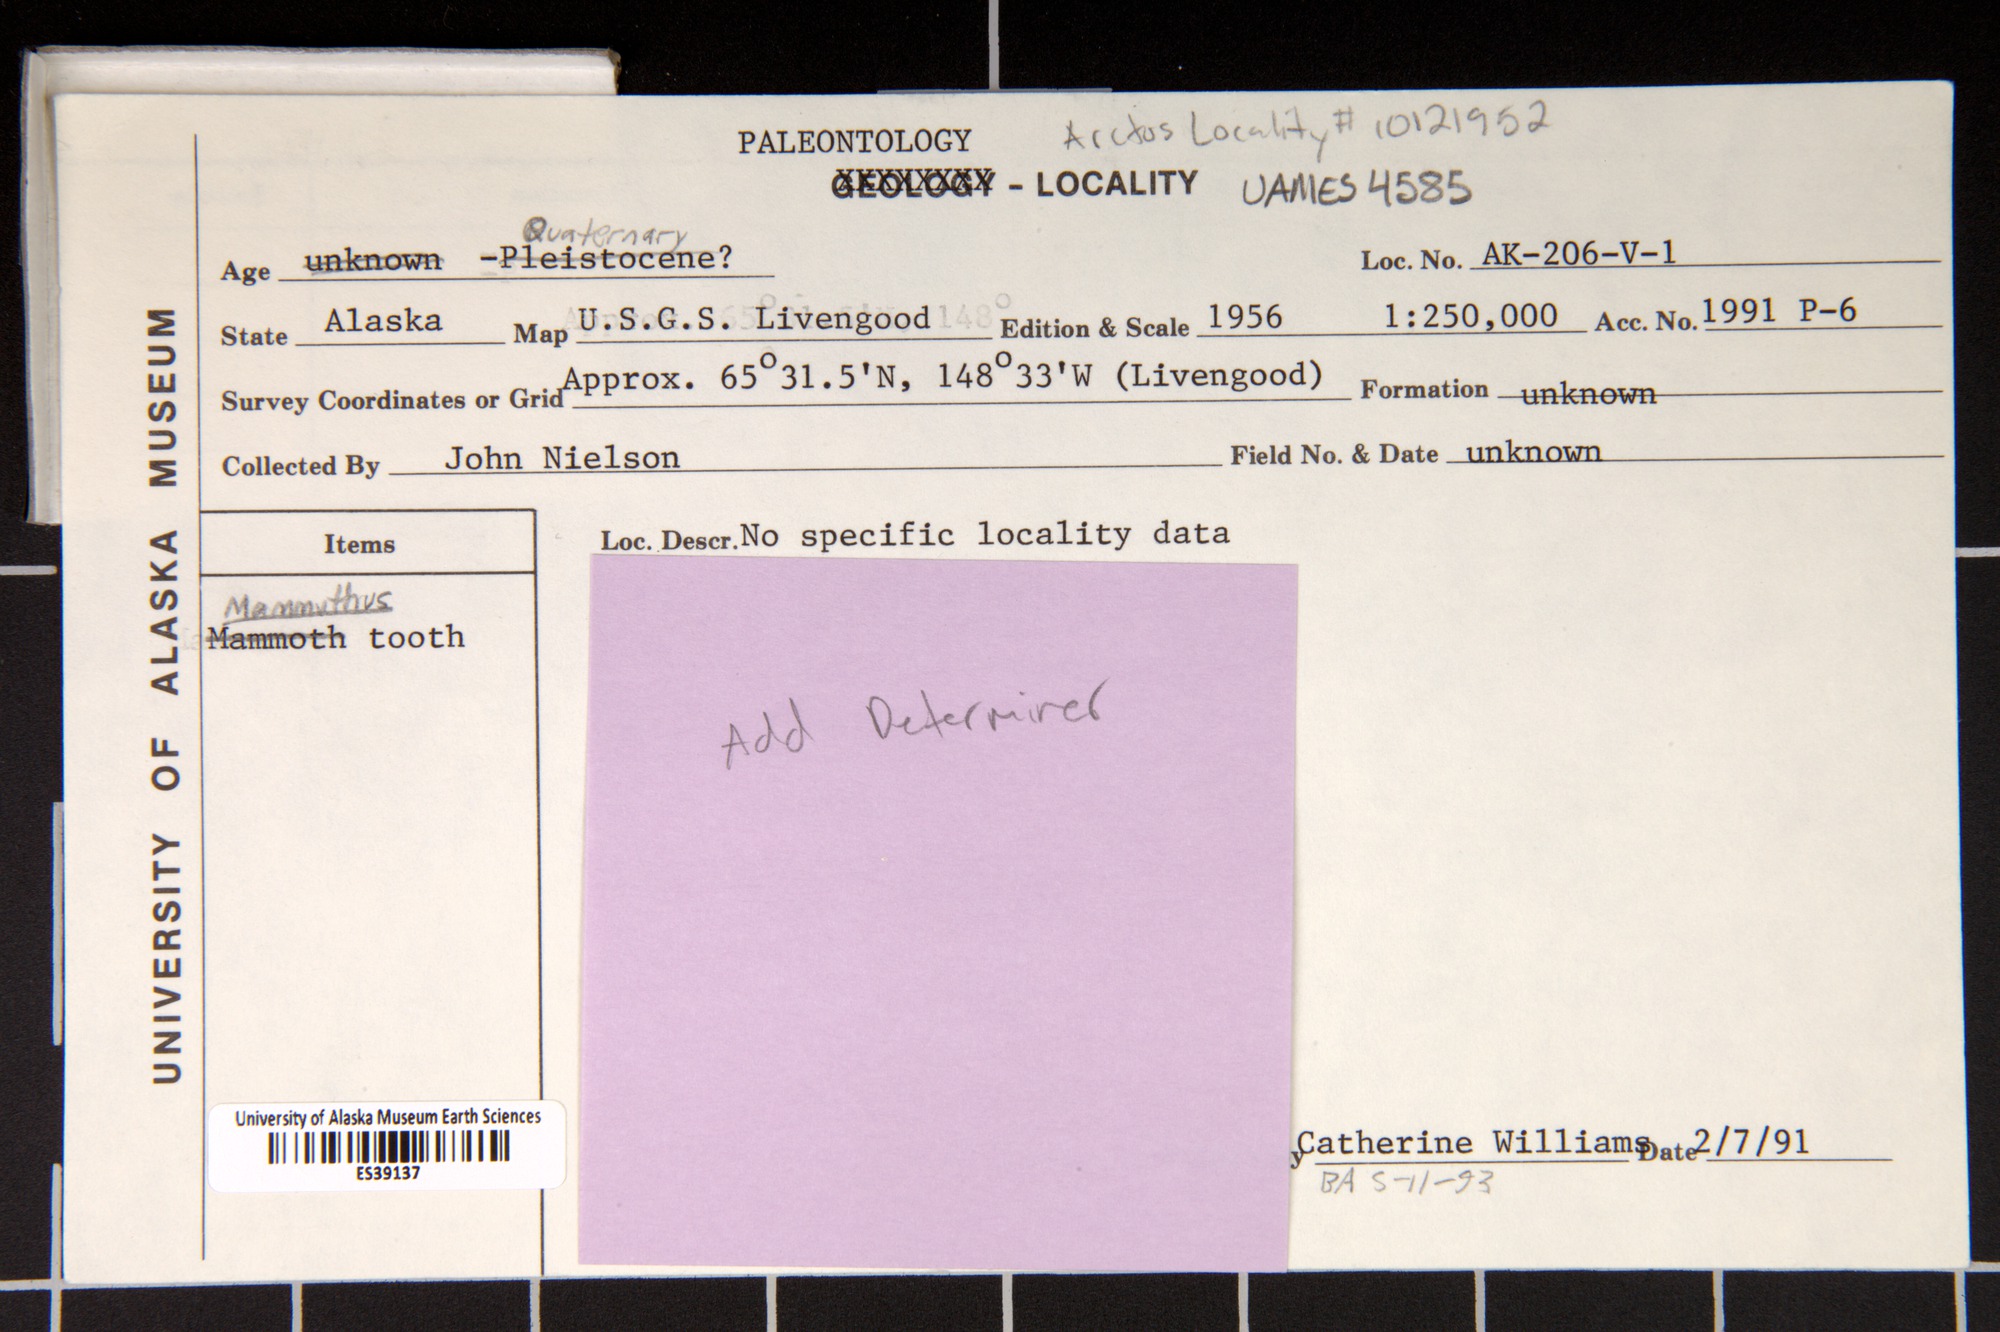 PALEONTOLOGY Arctos Locality # 10121952
GEOLOGY - LOCALITY UAMES 4585
Quaternary
Age unknown -Pleistocene? Loc. No. AK-206-V-1
State Alaska Map U.S.G.S. Livengood Edition & Scale 1956 1:250,000 Acc. No. 1991 P-6
Survey Coordinates or Grid Approx. 65°31.5'N, 148°33'W (Livengood) Formation unknown
Collected By John Nielson Field No. & Date unknown
Items
Loc. Descr. No specific locality data
Mammuthus
Mammoth tooth
Add Determiner
UNIVERSITY OF ALASKA MUSEUM
University of Alaska Museum Earth Sciences
ES39137
y Catherine Williams Date 2/7/91
BA 5-11-93